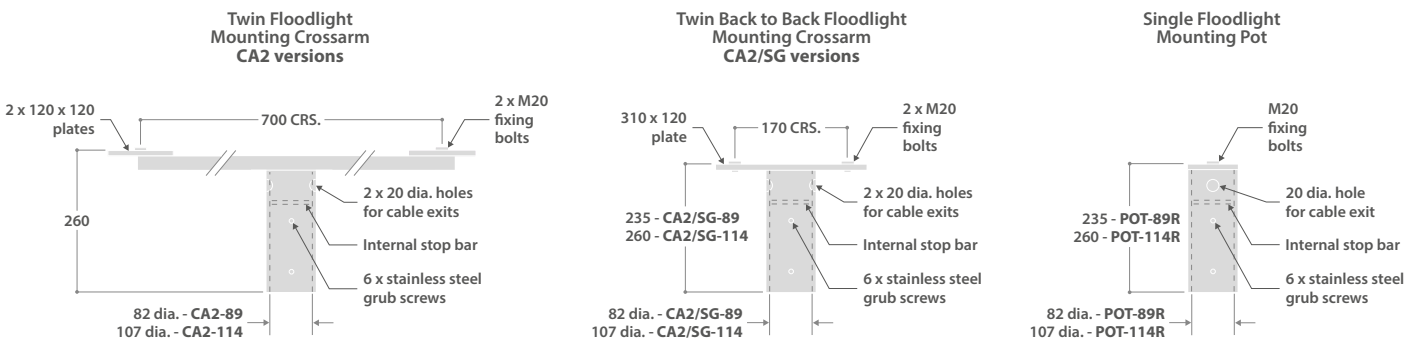 Twin Floodlight
Mounting Crossarm
CA2 versions
2 x 120 x 120
plates
700 CRS.
2 x M20
fixing
bolts
260
2 x 20 dia. holes
for cable exits
Internal stop bar
6 x stainless steel
grub screws
82 dia. - CA2-89
107 dia. - CA2-114
Twin Back to Back Floodlight
Mounting Crossarm
CA2/SG versions
310 x 120
plate
170 CRS.
2 x M20
fixing
bolts
235 - CA2/SG-89
260 - CA2/SG-114
2 x 20 dia. holes
for cable exits
Internal stop bar
6 x stainless steel
grub screws
82 dia. - CA2/SG-89
107 dia. - CA2/SG-114
Single Floodlight
Mounting Pot
M20
fixing
bolts
235 - POT-89R
260 - POT-114R
20 dia. hole
for cable exit
Internal stop bar
6 x stainless steel
grub screws
82 dia. - POT-89R
107 dia. - POT-114R